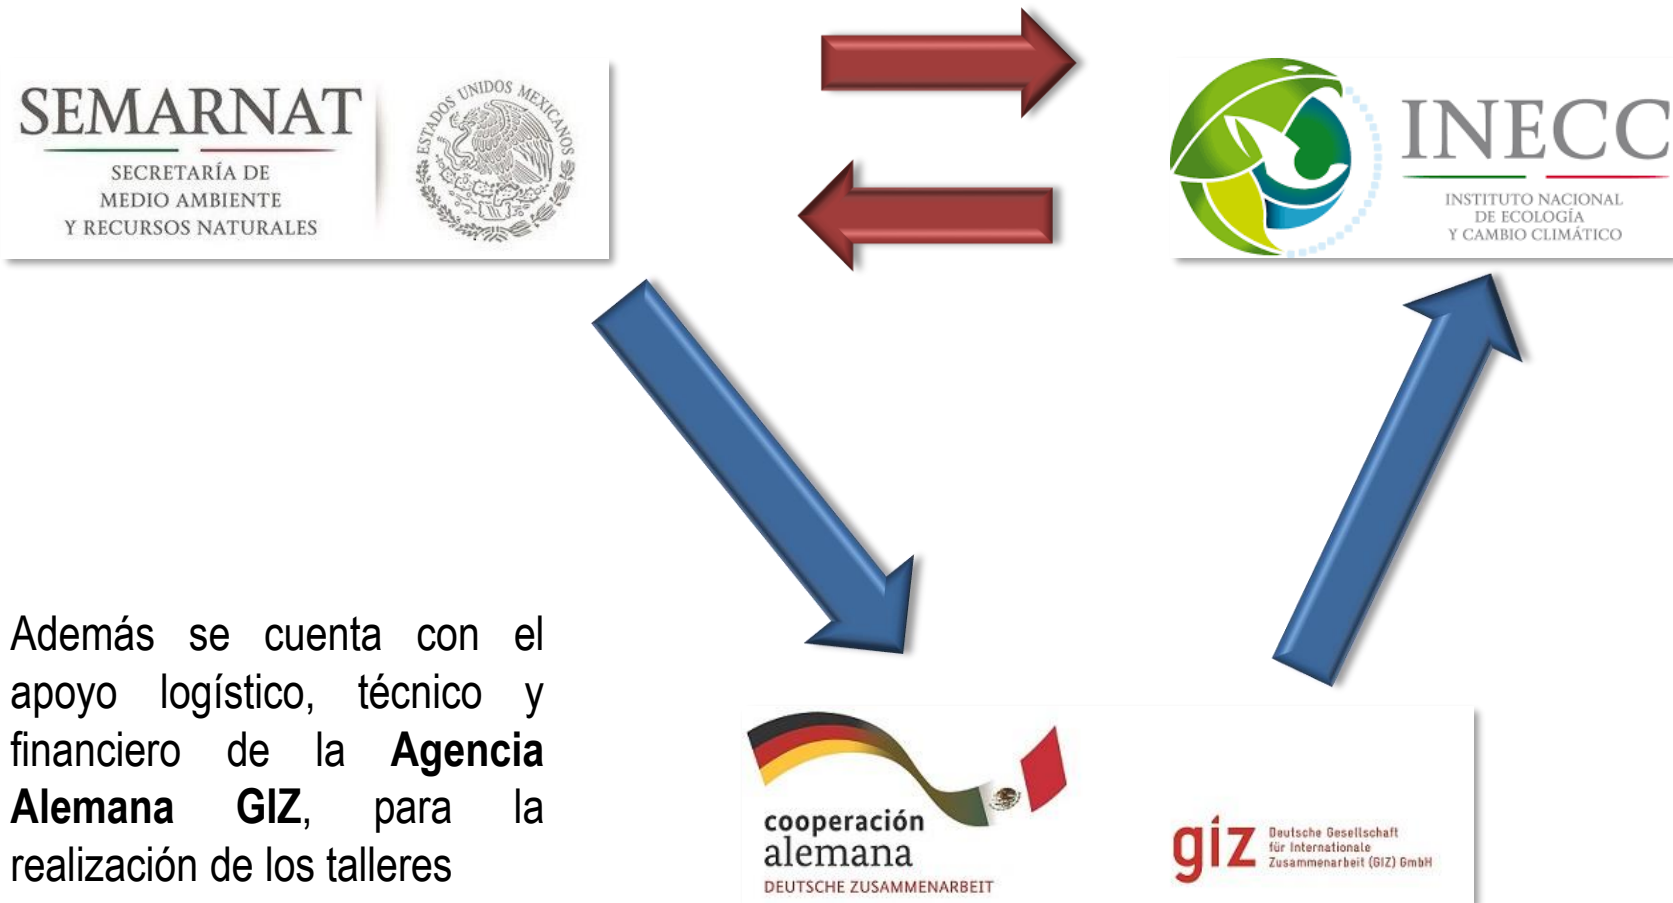 SEMARNAT
SECRETARÍA DE
MEDIO AMBIENTE
Y RECURSOS NATURALES
ESTADOS UNIDOS MEXICANOS
INECC
INSTITUTO NACIONAL
DE ECOLOGÍA
Y CAMBIO CLIMÁTICO
Además se cuenta con el
apoyo logístico, técnico y
financiero de la Agencia
Alemana GIZ, para la
realización de los talleres
cooperación
alemana
DEUTSCHE ZUSAMMENARBEIT
giz
Deutsche Gesellschaft
für Internationale
Zusammenarbeit (GIZ) GmbH